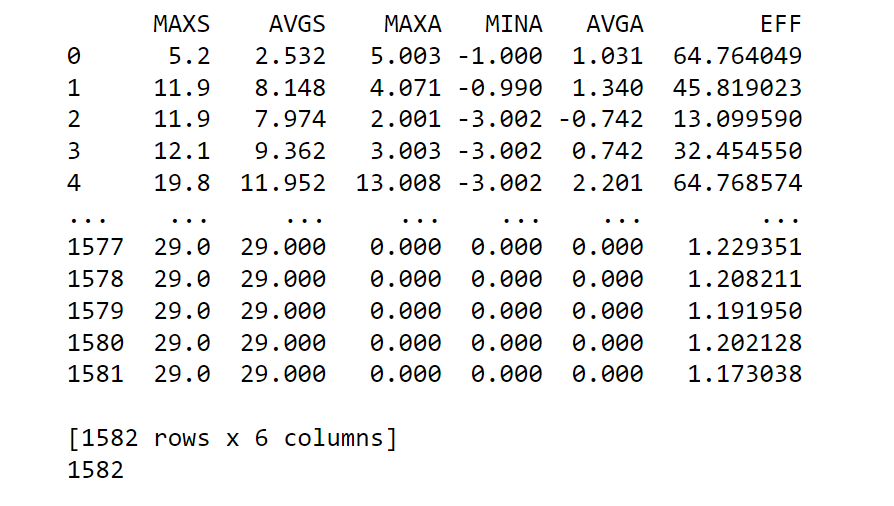 MAXS    AVGS    MAXA   MINA   AVGA       EFF
0      5.2   2.532   5.003 -1.000  1.031 64.764049
1     11.9   8.148   4.071 -0.990  1.340 45.819023
2     11.9   7.974   2.001 -3.002 -0.742 13.099590
3     12.1   9.362   3.003 -3.002  0.742 32.454550
4     19.8  11.952  13.008 -3.002  2.201 64.768574
...    ...     ...     ...    ...    ...       ...
1577  29.0  29.000   0.000  0.000  0.000  1.229351
1578  29.0  29.000   0.000  0.000  0.000  1.208211
1579  29.0  29.000   0.000  0.000  0.000  1.191950
1580  29.0  29.000   0.000  0.000  0.000  1.202128
1581  29.0  29.000   0.000  0.000  0.000  1.173038
[1582 rows x 6 columns]
1582